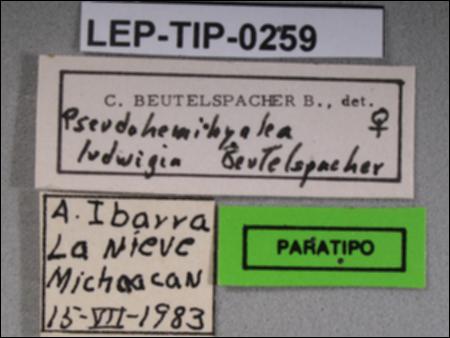 LEP-TIP-0259
C. BEUTELSPACHER B., det.
Pseudohemihyalea ♀
ludwigia Beutelspacher
A. Ibarra
La Nieve
Michoacan
15-VII-1983
PARATIPO